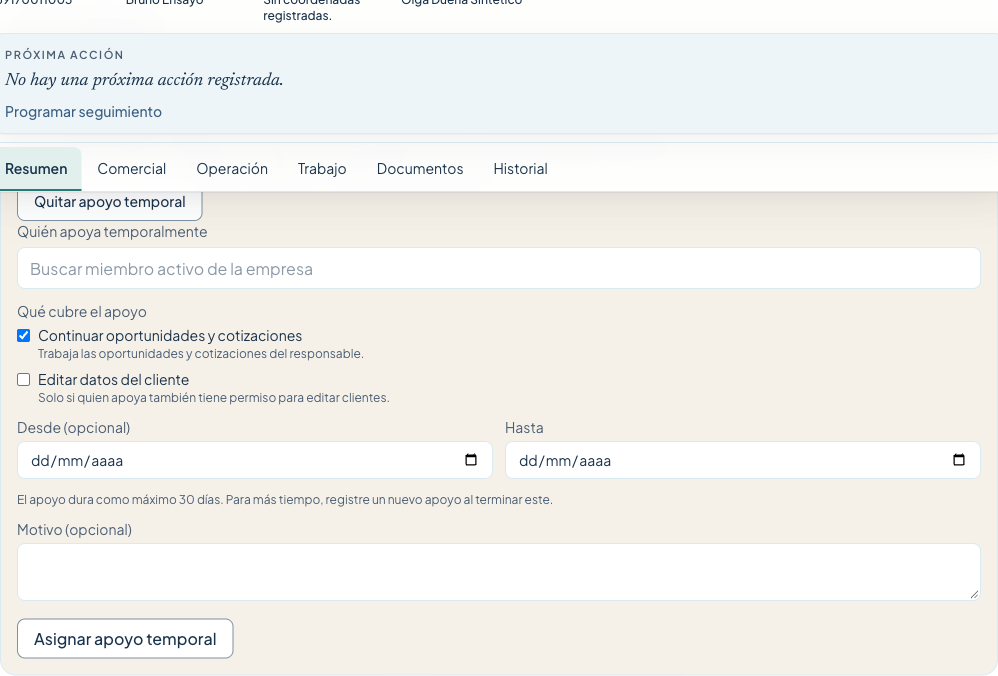 Sin coordenadas
registradas.
PRÓXIMA ACCIÓN
No hay una próxima acción registrada.
Programar seguimiento
Resumen Comercial Operación Trabajo Documentos Historial
Quitar apoyo temporal
Quién apoya temporalmente
Buscar miembro activo de la empresa
Qué cubre el apoyo
Continuar oportunidades y cotizaciones
Trabaja las oportunidades y cotizaciones del responsable.
Editar datos del cliente
Solo si quien apoya también tiene permiso para editar clientes.
Desde (opcional) Hasta
dd/mm/aaaa dd/mm/aaaa
El apoyo dura como máximo 30 días. Para más tiempo, registre un nuevo apoyo al terminar este.
Motivo (opcional)
Asignar apoyo temporal